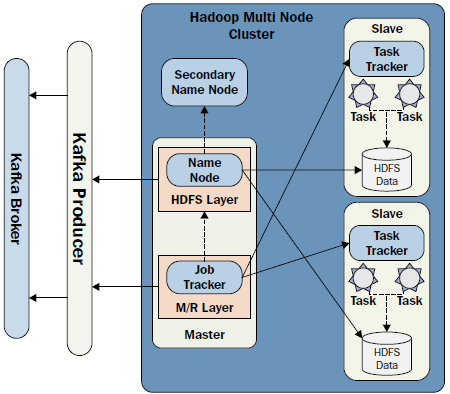 Hadoop Multi Node
Cluster
Kafka Broker
Kafka Producer
Secondary
Name Node
Name
Node
HDFS Layer
Job
Tracker
M/R Layer
Master
Slave
Task
Tracker
Task
Task
HDFS
Data
Slave
Task
Tracker
Task
Task
HDFS
Data